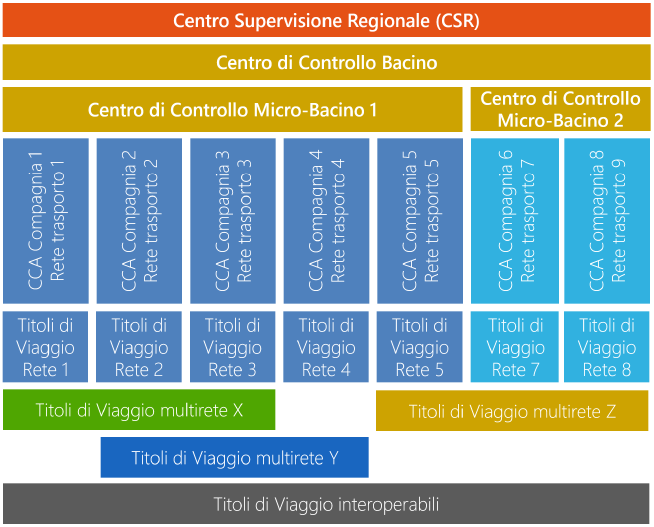 Centro Supervisione Regionale (CSR)
Centro di Controllo Bacino
Centro di Controllo Micro-Bacino 1
Centro di Controllo
Micro-Bacino 2
CCA Compagnia 1
Rete trasporto 1
CCA Compagnia 2
Rete trasporto 2
CCA Compagnia 3
Rete trasporto 3
CCA Compagnia 4
Rete trasporto 4
CCA Compagnia 5
Rete trasporto 5
CCA Compagnia 6
Rete trasporto 7
CCA Compagnia 8
Rete trasporto 9
Titoli di
Viaggio
Rete 1
Titoli di
Viaggio
Rete 2
Titoli di
Viaggio
Rete 3
Titoli di
Viaggio
Rete 4
Titoli di
Viaggio
Rete 5
Titoli di
Viaggio
Rete 7
Titoli di
Viaggio
Rete 8
Titoli di Viaggio multirete X
Titoli di Viaggio multirete Z
Titoli di Viaggio multirete Y
Titoli di Viaggio interoperabili